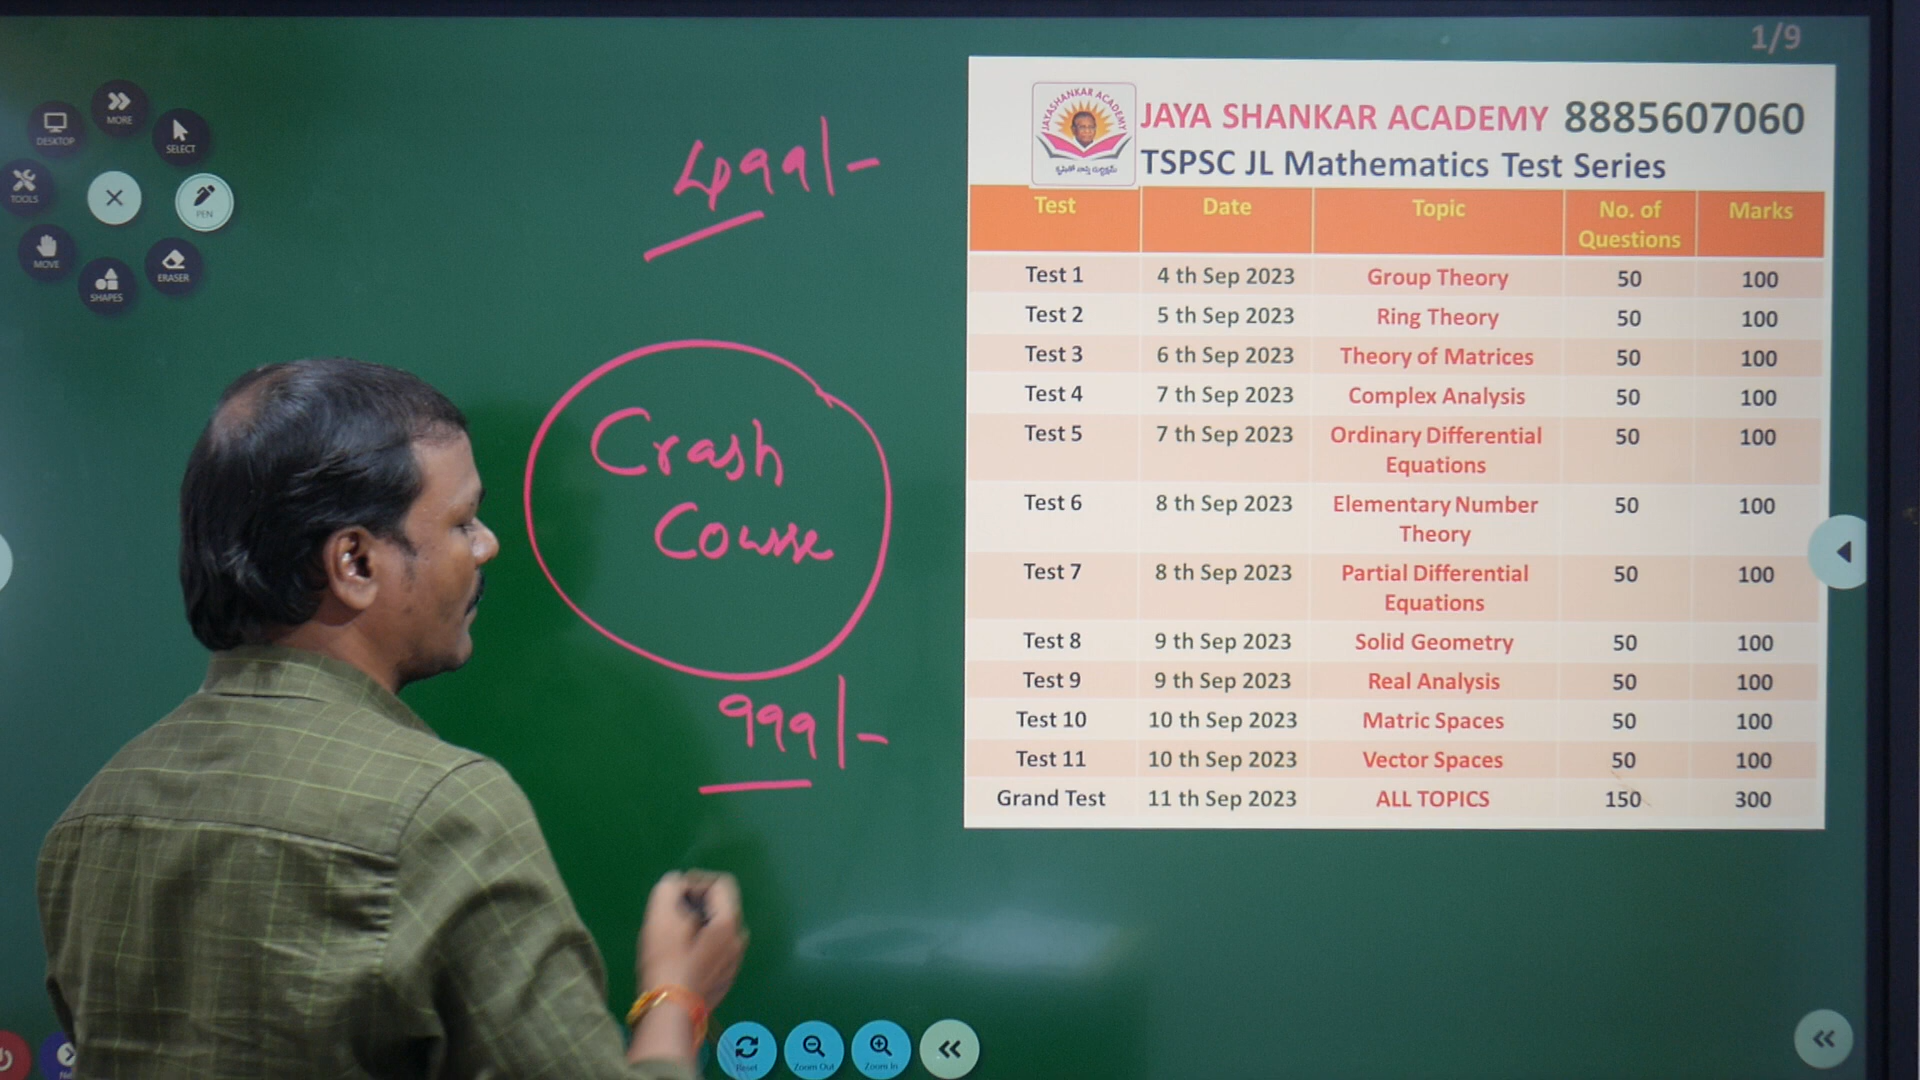 1/9
MORE
DESKTOP
SELECT
TOOLS
PEN
MOVE
ERASER
SHAPES
499/-
Crash
Course
999/-
JAYASHANKAR ACADEMY
JAYA SHANKAR ACADEMY 8885607060
TSPSC JL Mathematics Test Series
Test Date Topic No. of Questions Marks
Test 1 4 th Sep 2023 Group Theory 50 100
Test 2 5 th Sep 2023 Ring Theory 50 100
Test 3 6 th Sep 2023 Theory of Matrices 50 100
Test 4 7 th Sep 2023 Complex Analysis 50 100
Test 5 7 th Sep 2023 Ordinary Differential Equations 50 100
Test 6 8 th Sep 2023 Elementary Number Theory 50 100
Test 7 8 th Sep 2023 Partial Differential Equations 50 100
Test 8 9 th Sep 2023 Solid Geometry 50 100
Test 9 9 th Sep 2023 Real Analysis 50 100
Test 10 10 th Sep 2023 Matric Spaces 50 100
Test 11 10 th Sep 2023 Vector Spaces 50 100
Grand Test 11 th Sep 2023 ALL TOPICS 150 300
Reset
Zoom Out
Zoom In